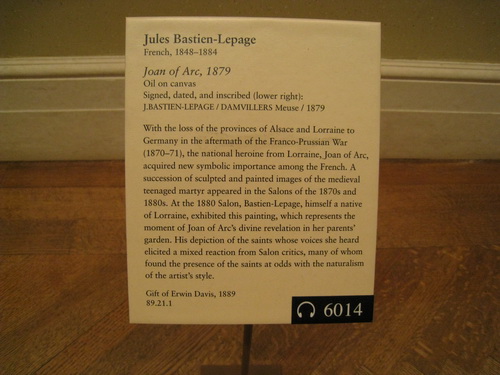 Jules Bastien-Lepage
French, 1848–1884
Joan of Arc, 1879
Oil on canvas
Signed, dated, and inscribed (lower right):
J.BASTIEN-LEPAGE / DAMVILLERS Meuse / 1879
With the loss of the provinces of Alsace and Lorraine to
Germany in the aftermath of the Franco-Prussian War
(1870–71), the national heroine from Lorraine, Joan of Arc,
acquired new symbolic importance among the French. A
succession of sculpted and painted images of the medieval
teenaged martyr appeared in the Salons of the 1870s and
1880s. At the 1880 Salon, Bastien-Lepage, himself a native
of Lorraine, exhibited this painting, which represents the
moment of Joan of Arc's divine revelation in her parents'
garden. His depiction of the saints whose voices she heard
elicited a mixed reaction from Salon critics, many of whom
found the presence of the saints at odds with the naturalism
of the artist's style.
Gift of Erwin Davis, 1889
89.21.1
6014